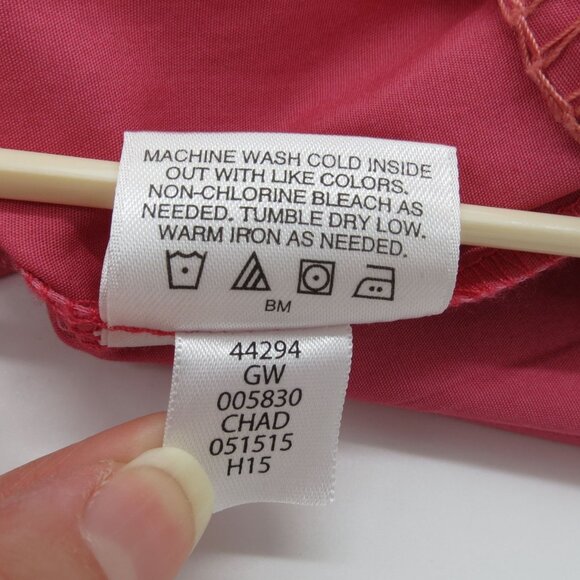 MACHINE WASH COLD INSIDE
OUT WITH LIKE COLORS.
NON-CHLORINE BLEACH AS
NEEDED. TUMBLE DRY LOW.
WARM IRON AS NEEDED.
BM
44294
GW
005830
CHAD
051515
H15